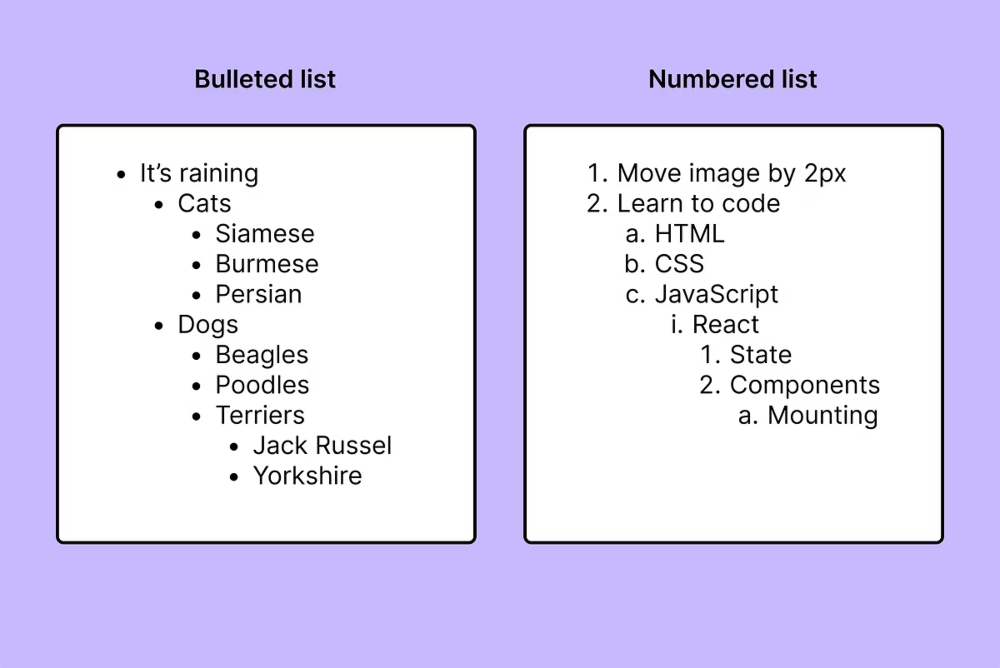 Bulleted list
• It’s raining
• Cats
• Siamese
• Burmese
• Persian
• Dogs
• Beagles
• Poodles
• Terriers
• Jack Russel
• Yorkshire
Numbered list
1. Move image by 2px
2. Learn to code
a. HTML
b. CSS
c. JavaScript
i. React
1. State
2. Components
a. Mounting